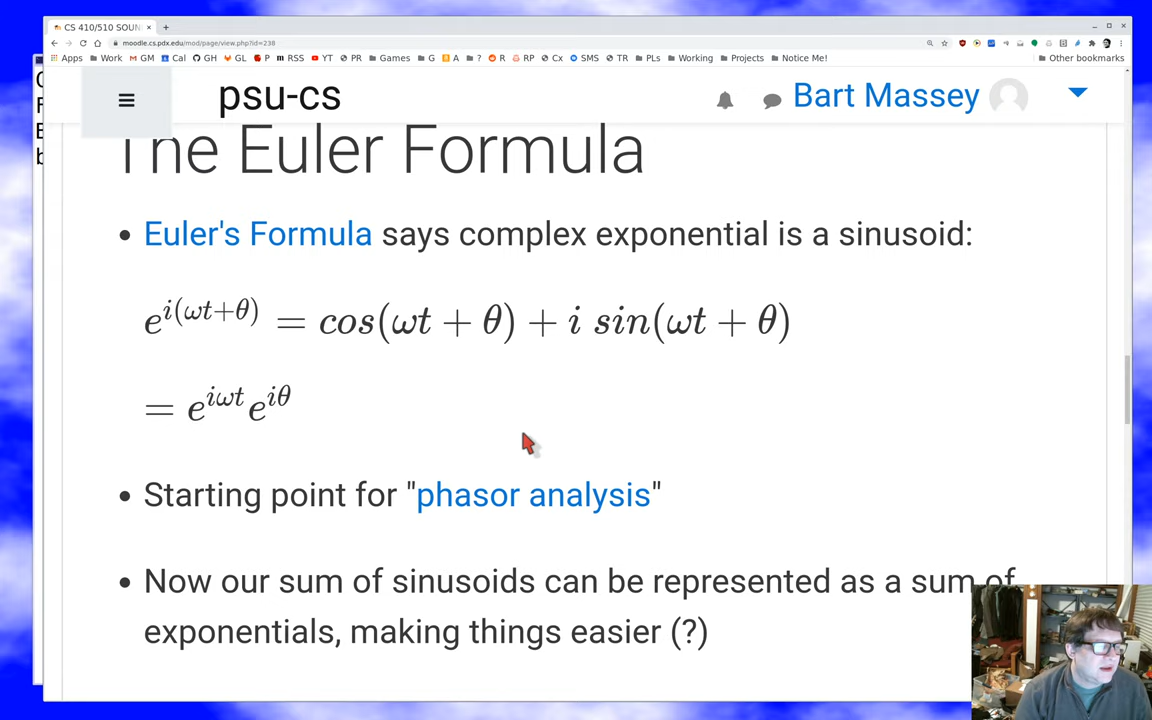 CS 410/510 SOUN
moodle.cs.pdx.edu/mod/page/view.php?id=238
Apps Work GM Cal GH GL P RSS YT PR Games G A ? R RP Cx SMS TR PLs Working Projects Notice Me! Other bookmarks
psu-cs
Bart Massey
The Euler Formula
• Euler's Formula says complex exponential is a sinusoid:
e^{i(ωt+θ)} = cos(ωt + θ) + i sin(ωt + θ)
= e^{iωt}e^{iθ}
• Starting point for "phasor analysis"
• Now our sum of sinusoids can be represented as a sum of
exponentials, making things easier (?)